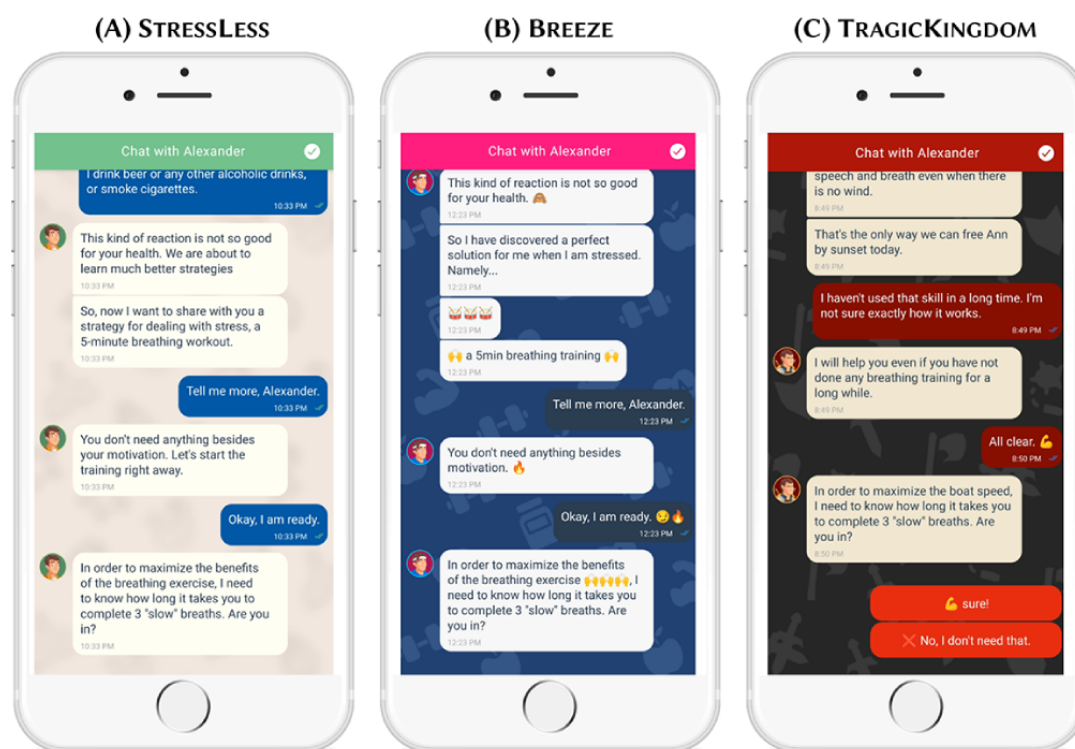 (A) STRESSLESS
Chat with Alexander
I drink beer or any other alcoholic drinks,
or smoke cigarettes.
10:33 PM
This kind of reaction is not so good
for your health. We are about to
learn much better strategies
10:33 PM
So, now I want to share with you a
strategy for dealing with stress, a
5-minute breathing workout.
10:33 PM
Tell me more, Alexander.
10:33 PM
You don't need anything besides
your motivation. Let's start the
training right away.
10:33 PM
Okay, I am ready.
10:33 PM
In order to maximize the benefits
of the breathing exercise, I need
to know how long it takes you to
complete 3 "slow" breaths. Are you
in?
10:33 PM
(B) BREEZE
Chat with Alexander
This kind of reaction is not so good
for your health. 🙈
12:23 PM
So I have discovered a perfect
solution for me when I am stressed.
Namely...
12:23 PM
🥁🥁🥁
12:23 PM
🙌 a 5min breathing training 🙌
12:23 PM
Tell me more, Alexander.
12:23 PM
You don't need anything besides
motivation. 🔥
12:23 PM
Okay, I am ready. 😏🔥
12:23 PM
In order to maximize the benefits
of the breathing exercise 🙌🙌🙌, I
need to know how long it takes you
to complete 3 "slow" breaths. Are
you in?
12:23 PM
(C) TRAGICKINGDOM
Chat with Alexander
speech and breath even when there
is no wind.
8:49 PM
That's the only way we can free Ann
by sunset today.
8:49 PM
I haven't used that skill in a long time. I'm
not sure exactly how it works.
8:49 PM
I will help you even if you have not
done any breathing training for a
long while.
8:49 PM
All clear. 💪
8:50 PM
In order to maximize the boat speed,
I need to know how long it takes you
to complete 3 "slow" breaths. Are
you in?
8:50 PM
💪 sure!
❌ No, I don't need that.